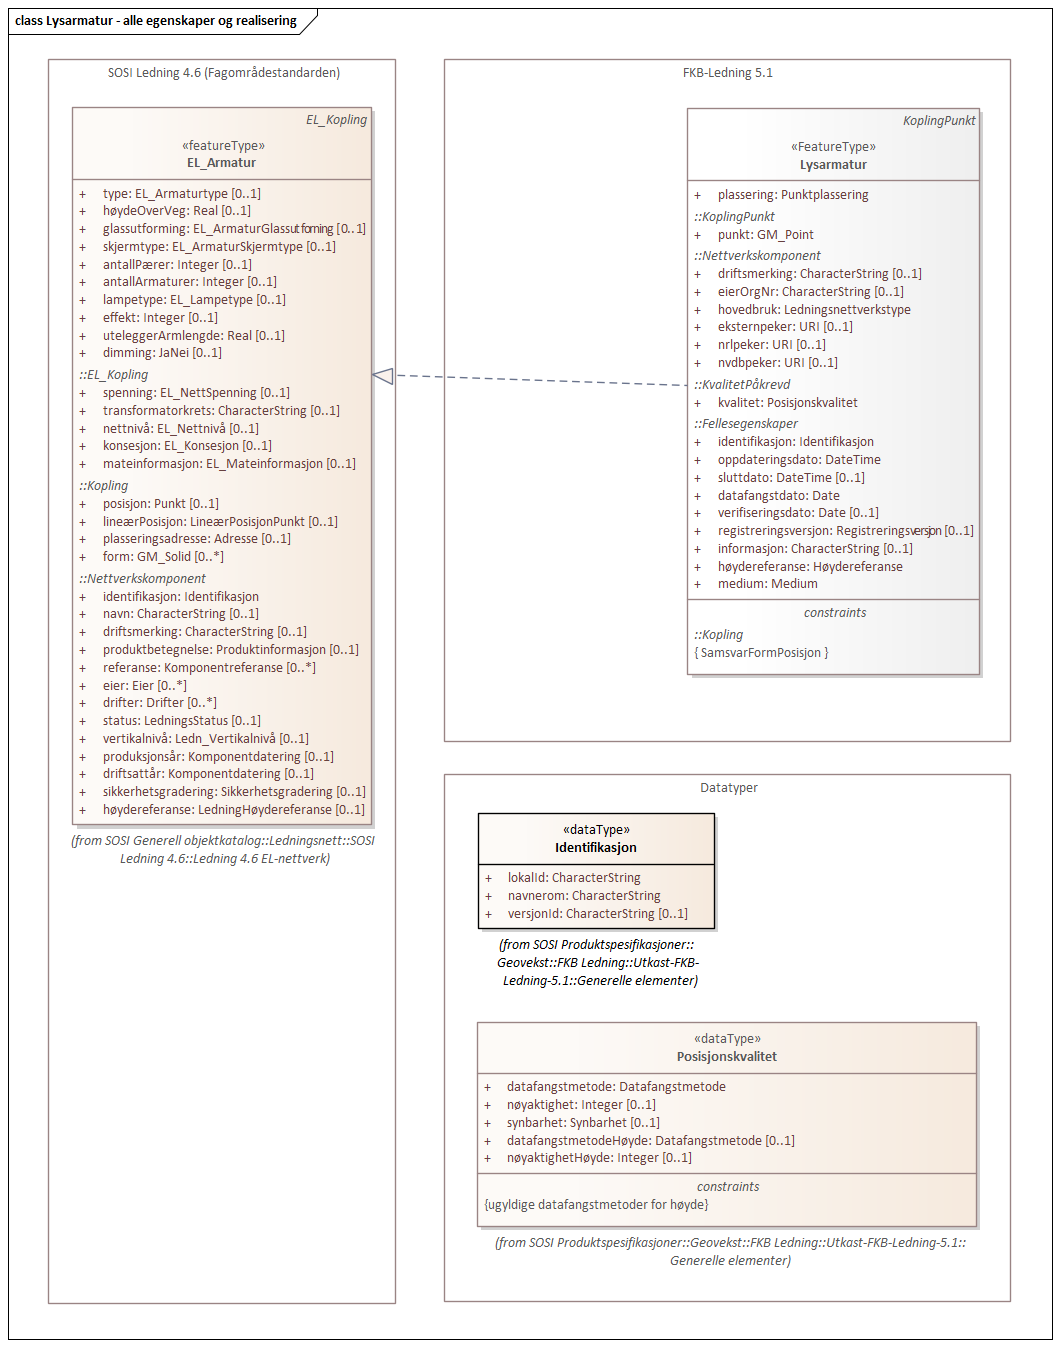 class Lysarmatur - alle egenskaper og realisering
SOSI Ledning 4.6 (Fagområdestandarden)
EL_Kopling
«featureType»
EL_Armatur
+ type: EL_Armaturtype [0..1]
+ høydeOverVeg: Real [0..1]
+ glassutforming: EL_ArmaturGlassutforming [0..1]
+ skjermtype: EL_ArmaturSkjermtype [0..1]
+ antallPærer: Integer [0..1]
+ antallArmaturer: Integer [0..1]
+ lampetype: EL_Lampetype [0..1]
+ effekt: Integer [0..1]
+ uteleggerArmlengde: Real [0..1]
+ dimming: JaNei [0..1]
::EL_Kopling
+ spenning: EL_NettSpenning [0..1]
+ transformatorkrets: CharacterString [0..1]
+ nettnivå: EL_Nettnivå [0..1]
+ konsesjon: EL_Konsesjon [0..1]
+ mateinformasjon: EL_Mateinformasjon [0..1]
::Kopling
+ posisjon: Punkt [0..1]
+ lineærPosisjon: LineærPosisjonPunkt [0..1]
+ plasseringsadresse: Adresse [0..1]
+ form: GM_Solid [0..*]
::Nettverkskomponent
+ identifikasjon: Identifikasjon
+ navn: CharacterString [0..1]
+ driftsmerking: CharacterString [0..1]
+ produktbetegnelse: Produktinformasjon [0..1]
+ referanse: Komponentreferanse [0..*]
+ eier: Eier [0..*]
+ drifter: Drifter [0..*]
+ status: LedningsStatus [0..1]
+ vertikalnivå: Ledn_Vertikalnivå [0..1]
+ produksjonsår: Komponentdatering [0..1]
+ driftsattår: Komponentdatering [0..1]
+ sikkerhetsgradering: Sikkerhetsgradering [0..1]
+ høydereferanse: LedningHøydereferanse [0..1]
(from SOSI Generell objektkatalog::Ledningsnett::SOSI
Ledning 4.6::Ledning 4.6 EL-nettverk)
FKB-Ledning 5.1
KoplingPunkt
«FeatureType»
Lysarmatur
+ plassering: Punktplassering
::KoplingPunkt
+ punkt: GM_Point
::Nettverkskomponent
+ driftsmerking: CharacterString [0..1]
+ eierOrgNr: CharacterString [0..1]
+ hovedbruk: Ledningsnettverkstype
+ eksternpeker: URI [0..1]
+ nrlpeker: URI [0..1]
+ nvdbpeker: URI [0..1]
::KvalitetPåkrevd
+ kvalitet: Posisjonskvalitet
::Fellesegenskaper
+ identifikasjon: Identifikasjon
+ oppdateringsdato: DateTime
+ sluttdato: DateTime [0..1]
+ datafangstdato: Date
+ verifiseringsdato: Date [0..1]
+ registreringsversjon: Registreringsversjon [0..1]
+ informasjon: CharacterString [0..1]
+ høydereferanse: Høydereferanse
+ medium: Medium
constraints
::Kopling
{ SamsvarFormPosisjon }
Datatyper
«dataType»
Identifikasjon
+ lokalId: CharacterString
+ navnerom: CharacterString
+ versjonId: CharacterString [0..1]
(from SOSI Produktspesifikasjoner::
Geovekst::FKB Ledning::Utkast-FKB-
Ledning-5.1::Generelle elementer)
«dataType»
Posisjonskvalitet
+ datafangstmetode: Datafangstmetode
+ nøyaktighet: Integer [0..1]
+ synbarhet: Synbarhet [0..1]
+ datafangstmetodeHøyde: Datafangstmetode [0..1]
+ nøyaktighetHøyde: Integer [0..1]
constraints
{ugyldige datafangstmetoder for høyde}
(from SOSI Produktspesifikasjoner::Geovekst::FKB Ledning::Utkast-FKB-Ledning-5.1::
Generelle elementer)